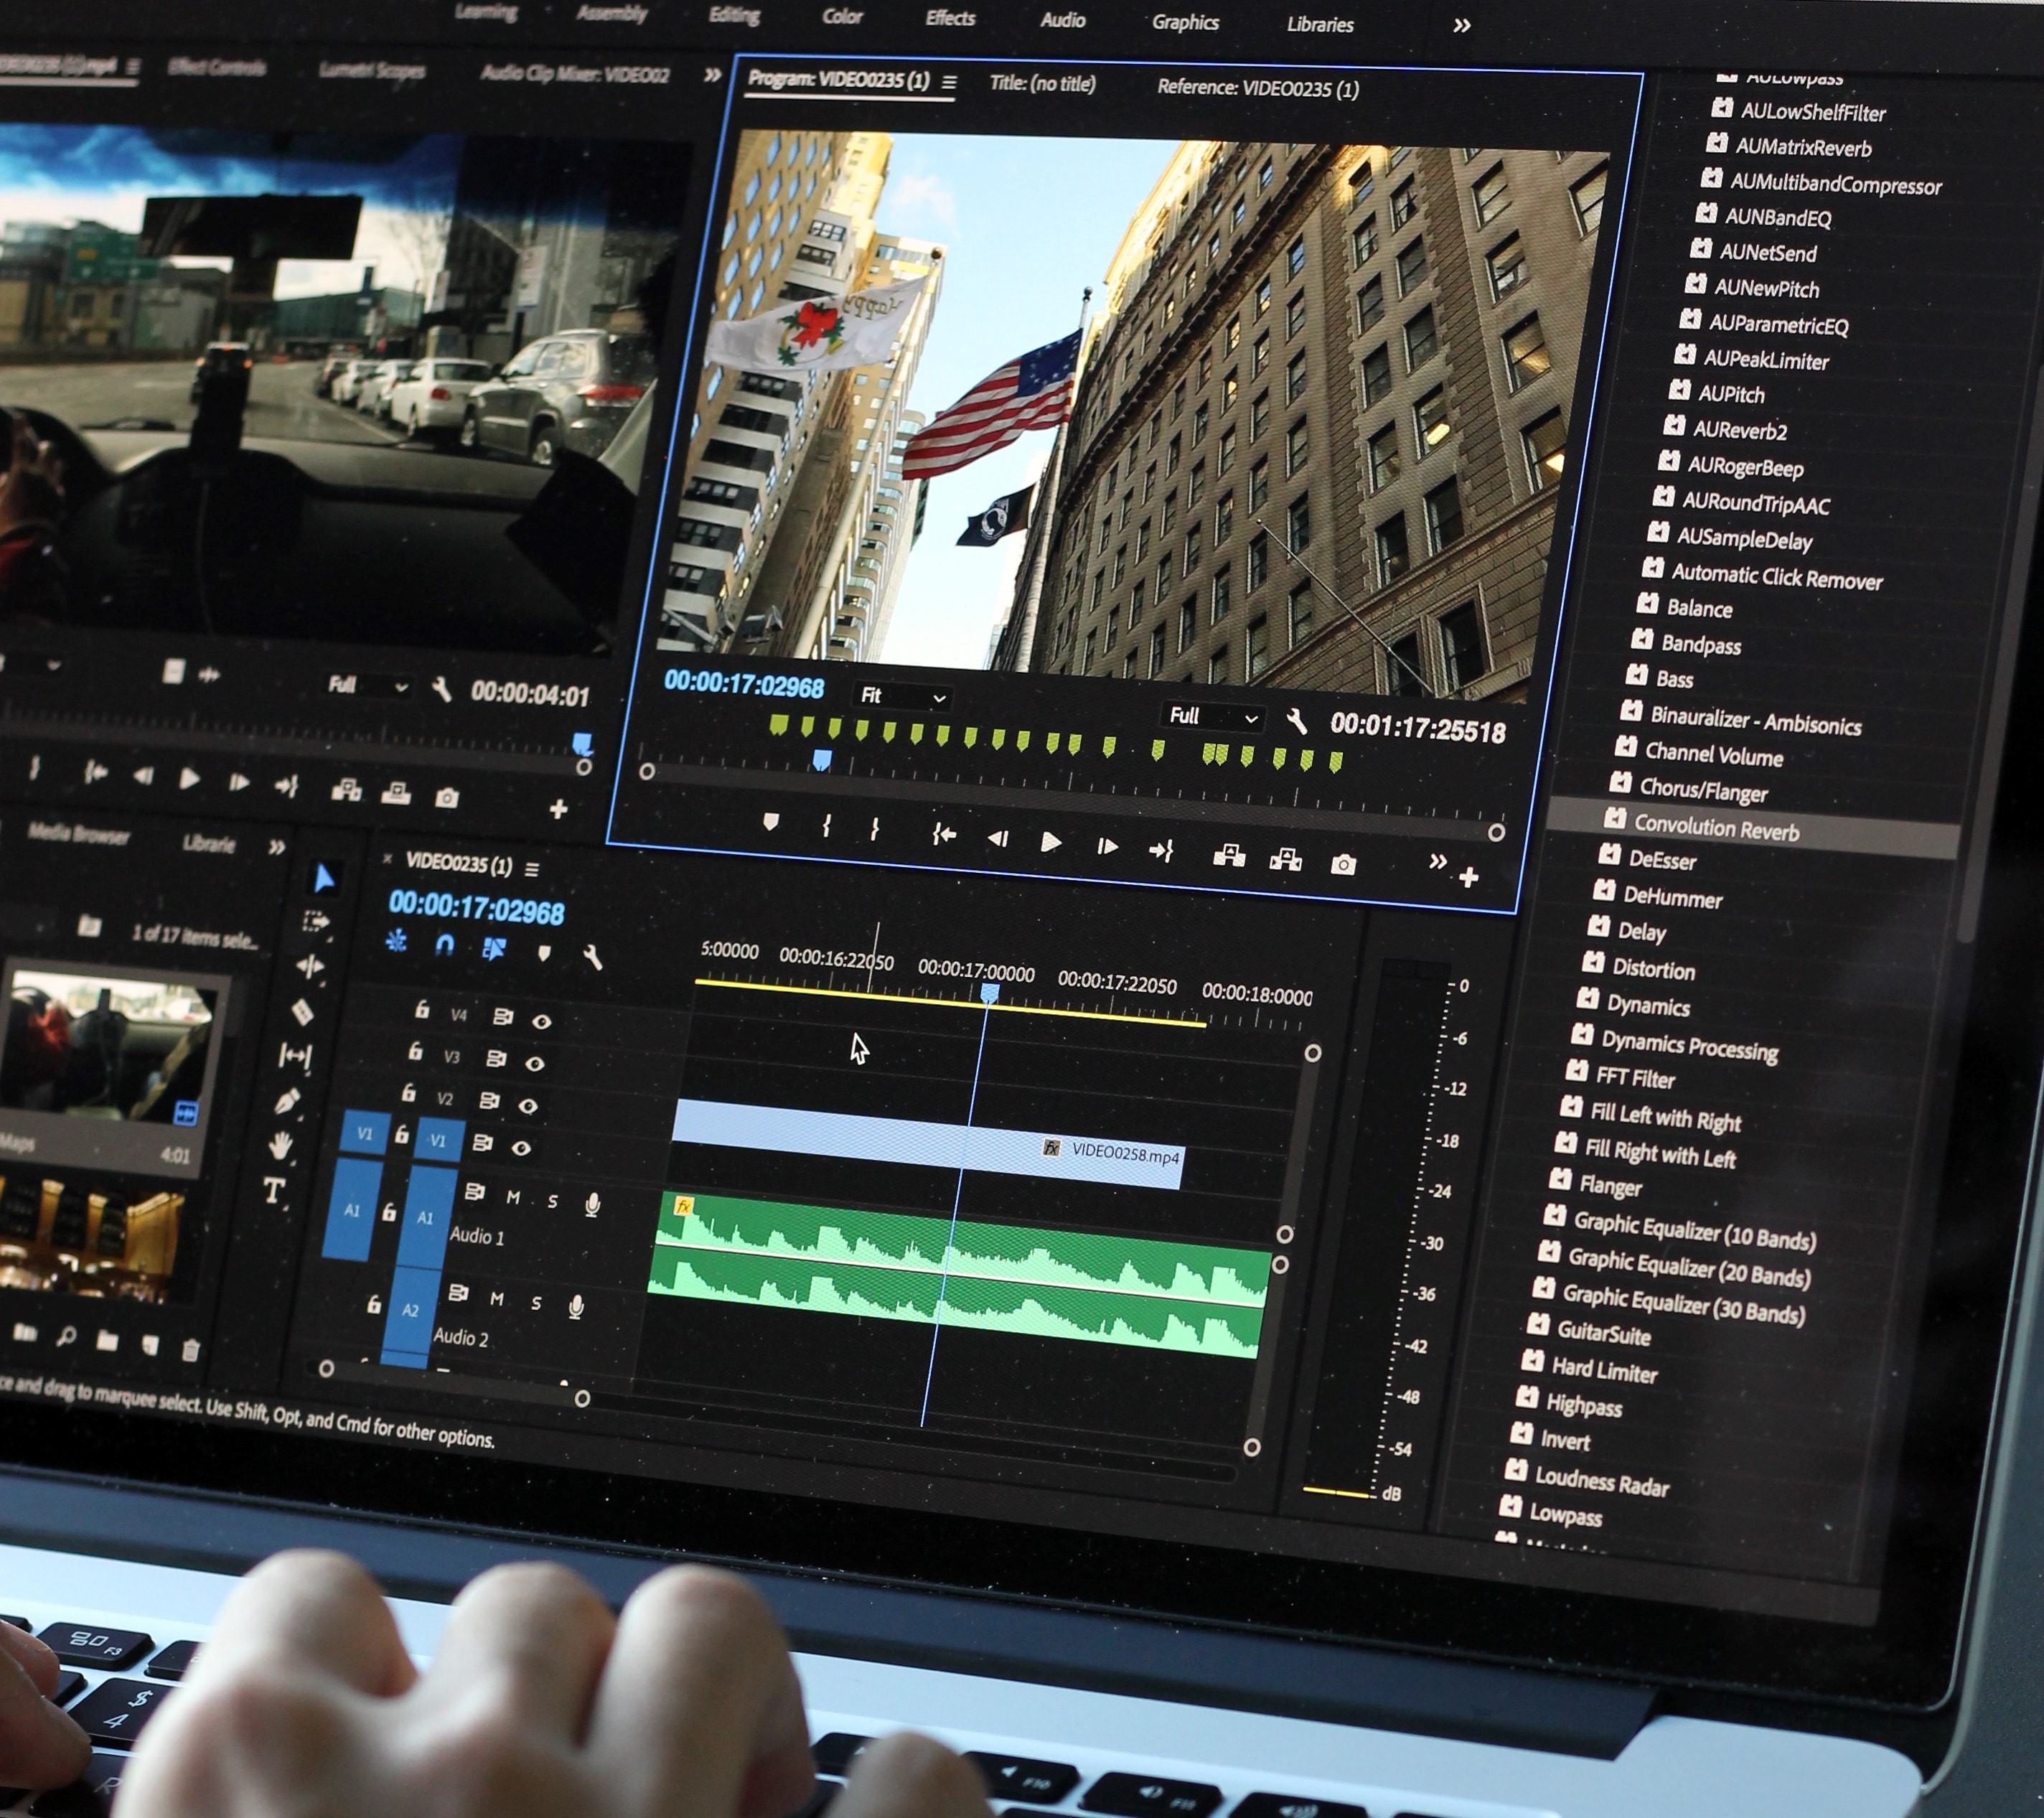 Learning Assembly Editing Color Effects Audio Graphics Libraries
Effect Controls Lumetri Scopes Audio Clip Mixer: VIDEO02
Program: VIDEO0235 (1) Title: (no title) Reference: VIDEO0235 (1)
Happy
00:00:17:02968 Fit Full 00:01:17:25518
Full 00:00:04:01
Media Browser Librarie
1 of 17 items sele...
Maps 4:01
VIDEO0235 (1)
00:00:17:02968
5:00000 00:00:16:22050 00:00:17:00000 00:00:17:22050 00:00:18:0000
V4
V3
V2
V1 V1
VIDEO0258.mp4
fx
A1 A1 M S
Audio 1
fx
A2 M S
Audio 2
T
ce and drag to marquee select. Use Shift, Opt, and Cmd for other options.
0
-6
-12
-18
-24
-30
-36
-42
-48
-54
dB
AULowpass
AULowShelfFilter
AUMatrixReverb
AUMultibandCompressor
AUNBandEQ
AUNetSend
AUNewPitch
AUParametricEQ
AUPeakLimiter
AUPitch
AUReverb2
AURogerBeep
AURoundTripAAC
AUSampleDelay
Automatic Click Remover
Balance
Bandpass
Bass
Binauralizer - Ambisonics
Channel Volume
Chorus/Flanger
Convolution Reverb
DeEsser
DeHummer
Delay
Distortion
Dynamics
Dynamics Processing
FFT Filter
Fill Left with Right
Fill Right with Left
Flanger
Graphic Equalizer (10 Bands)
Graphic Equalizer (20 Bands)
Graphic Equalizer (30 Bands)
GuitarSuite
Hard Limiter
Highpass
Invert
Loudness Radar
Lowpass
F3
$
4
R
F10
F11